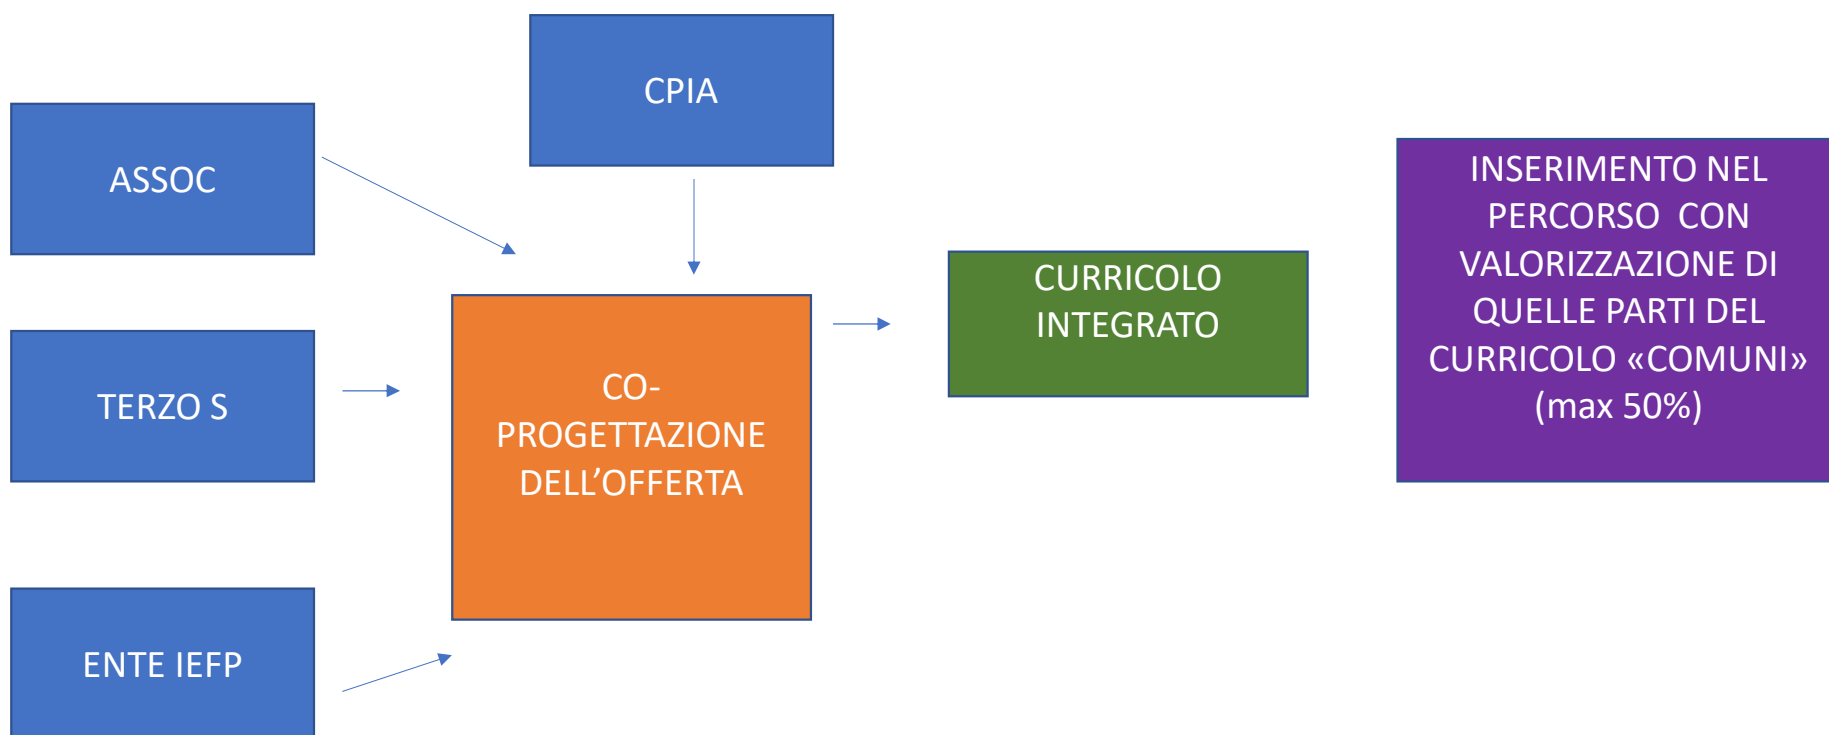 CPIA
ASSOC
TERZO S
ENTE IEFP
CO-
PROGETTAZIONE
DELL’OFFERTA
CURRICOLO
INTEGRATO
INSERIMENTO NEL
PERCORSO CON
VALORIZZAZIONE DI
QUELLE PARTI DEL
CURRICOLO «COMUNI»
(max 50%)